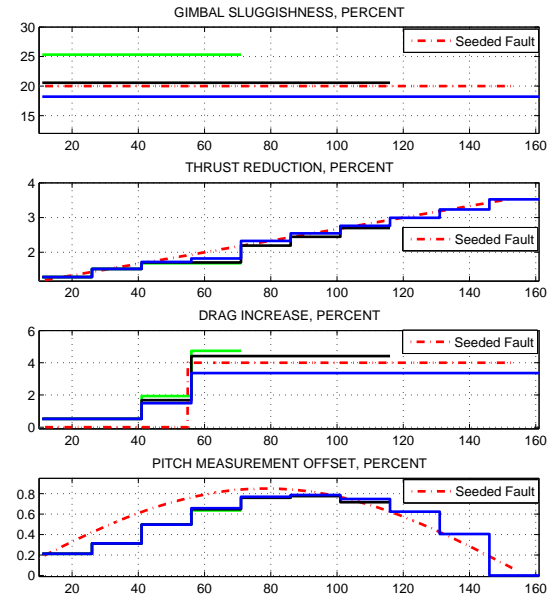 GIMBAL SLUGGISHNESS, PERCENT
30
25
20
15
Seeded Fault
20 40 60 80 100 120 140 160
THRUST REDUCTION, PERCENT
4
3
2
Seeded Fault
20 40 60 80 100 120 140 160
DRAG INCREASE, PERCENT
6
4
2
0
Seeded Fault
20 40 60 80 100 120 140 160
PITCH MEASUREMENT OFFSET, PERCENT
0.8
0.6
0.4
0.2
0
Seeded Fault
20 40 60 80 100 120 140 160